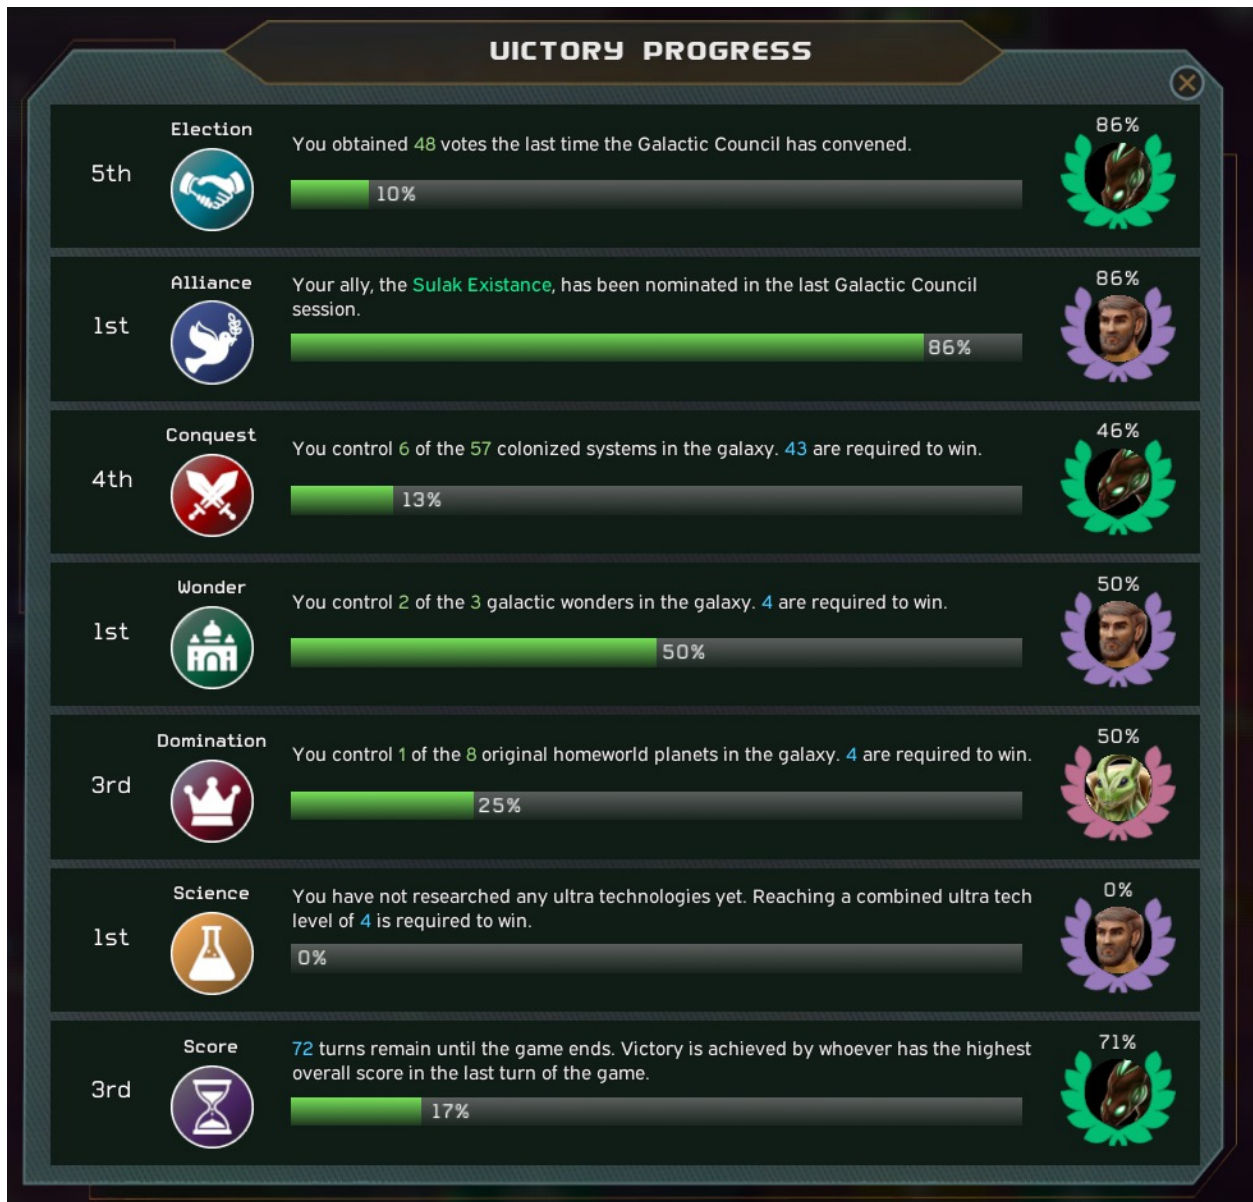 VICTORY PROGRESS
Election
86%
5th
You obtained 48 votes the last time the Galactic Council has convened.
10%
Alliance
86%
1st
Your ally, the Sulak Existance, has been nominated in the last Galactic Council
session.
86%
Conquest
46%
4th
You control 6 of the 57 colonized systems in the galaxy. 43 are required to win.
13%
Wonder
50%
1st
You control 2 of the 3 galactic wonders in the galaxy. 4 are required to win.
50%
Domination
50%
3rd
You control 1 of the 8 original homeworld planets in the galaxy. 4 are required to win.
25%
Science
0%
1st
You have not researched any ultra technologies yet. Reaching a combined ultra tech
level of 4 is required to win.
0%
Score
71%
3rd
72 turns remain until the game ends. Victory is achieved by whoever has the highest
overall score in the last turn of the game.
17%